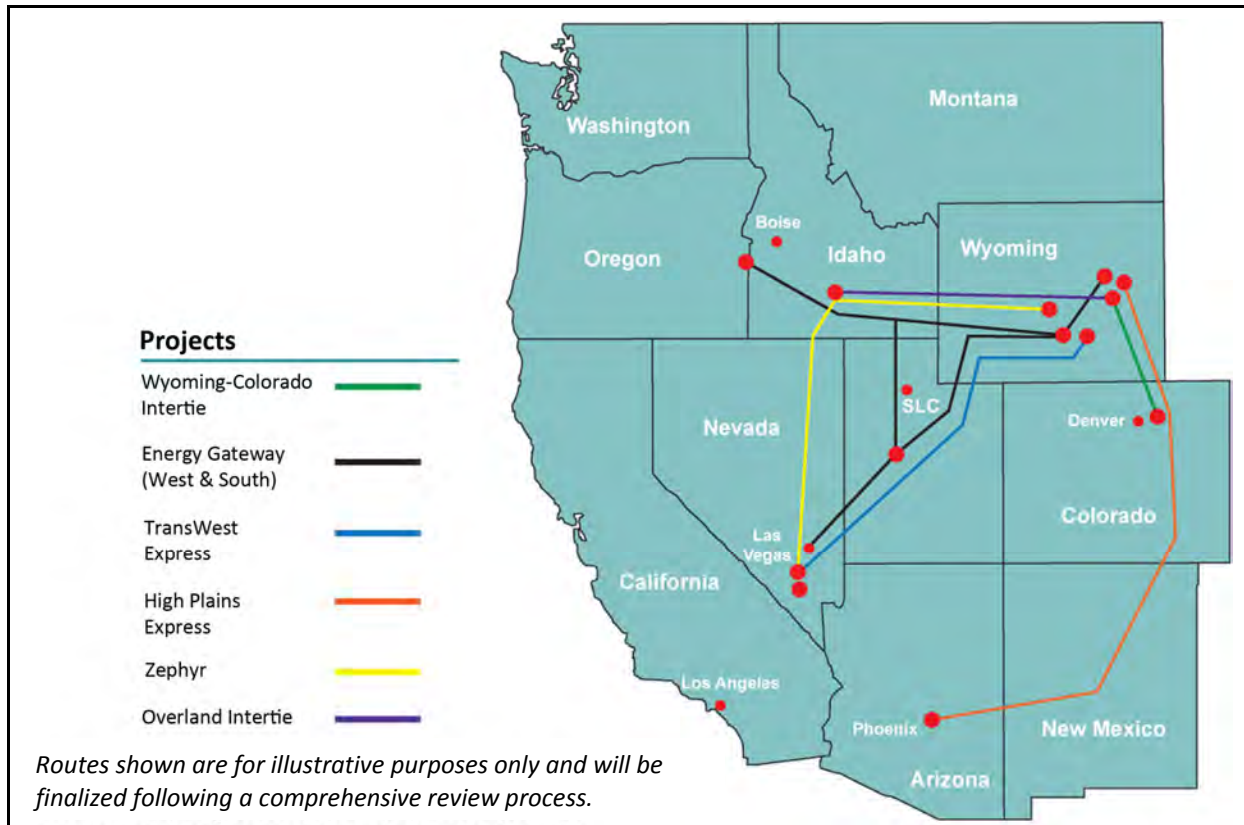 Washington
Montana
Boise
Oregon
Idaho
Wyoming
Projects
Wyoming-Colorado
Intertie
Energy Gateway
(West & South)
TransWest
Express
High Plains
Express
Zephyr
Overland Intertie
SLC
Nevada
Denver
Colorado
Las
Vegas
California
Los Angeles
Phoenix
New Mexico
Arizona
Routes shown are for illustrative purposes only and will be
finalized following a comprehensive review process.